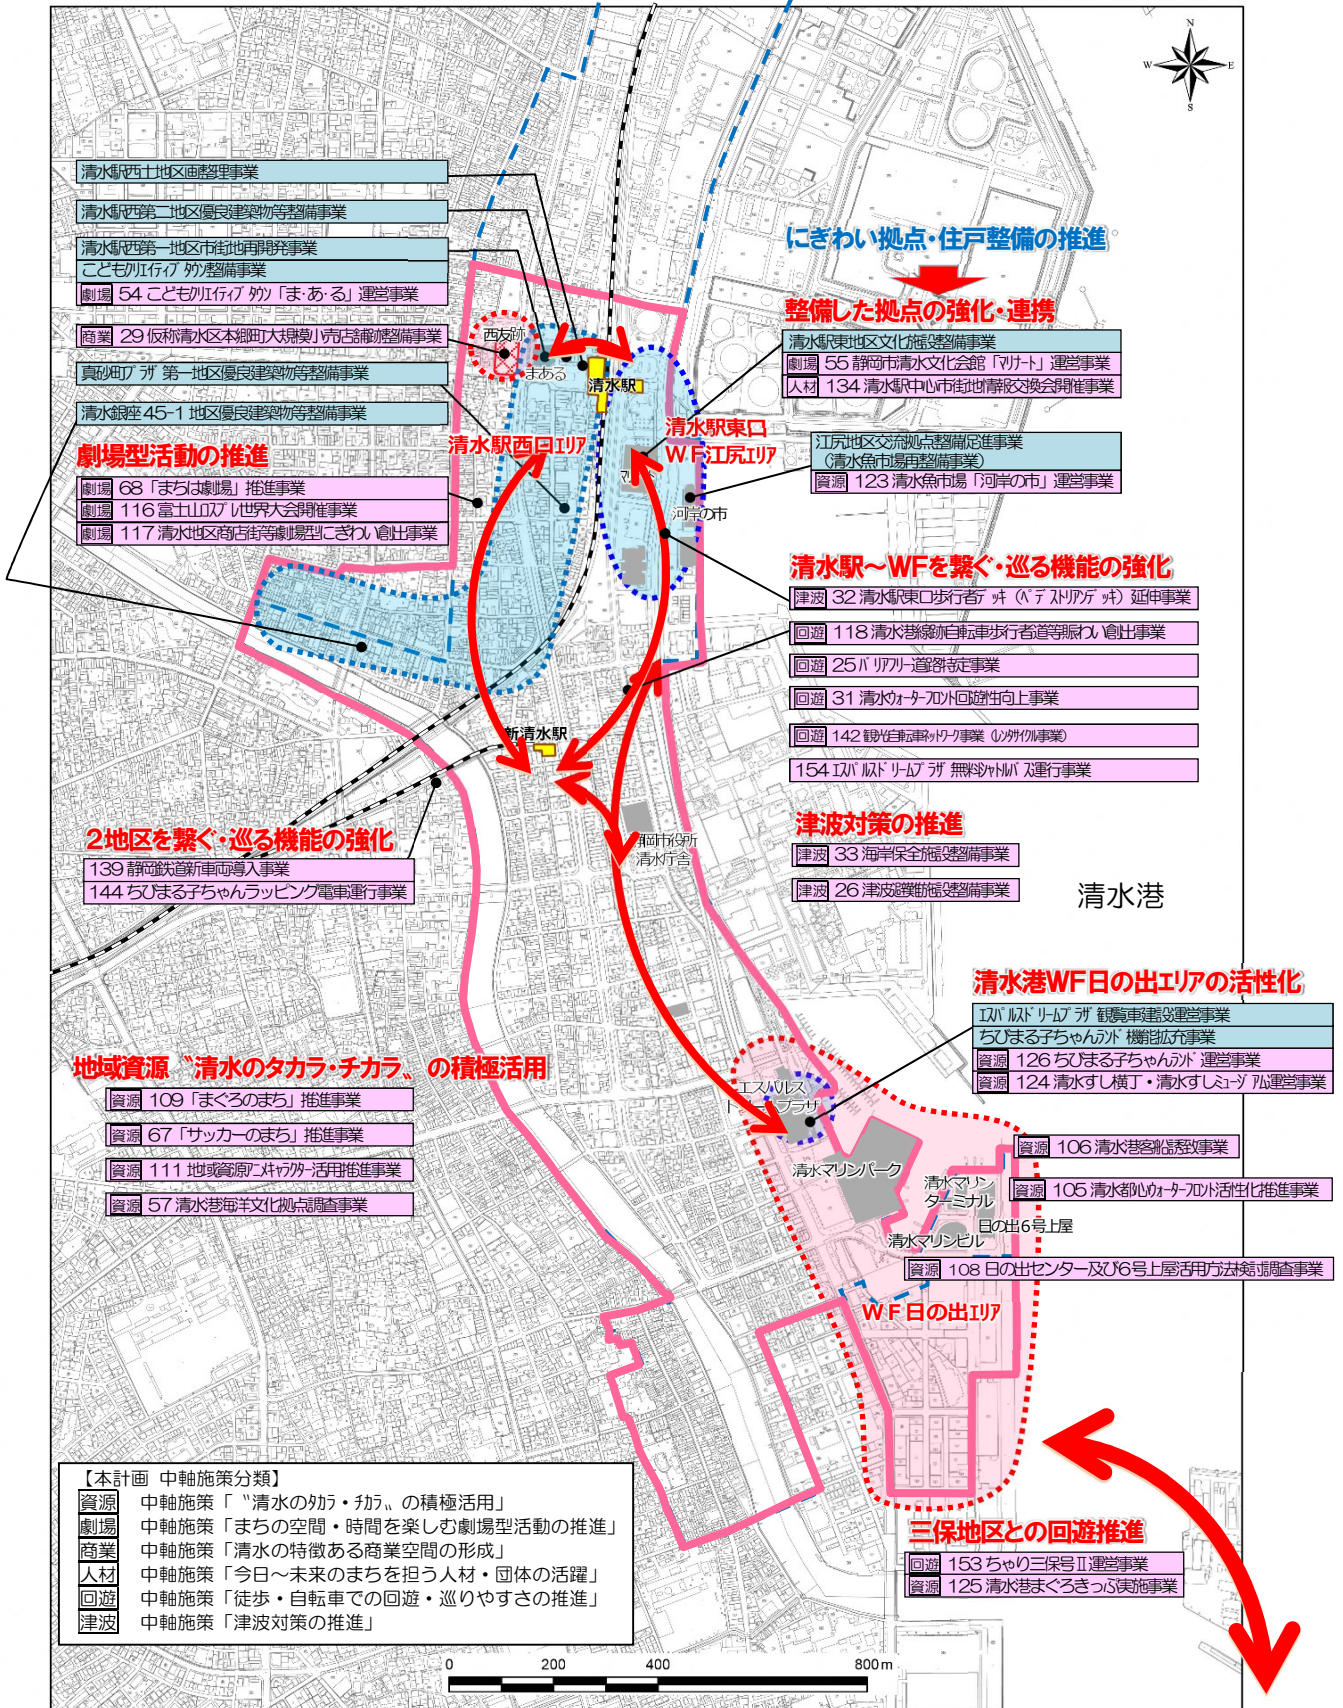 N
W
E
S
清水駅西土地区画整理事業
清水駅西第二地区優良建築物等整備事業
清水駅西第一地区市街地再開発事業
こどもクリエイティブタウン整備事業
劇場 54 こどもクリエイティブタウン「ま・あ・る」運営事業
商業 29 仮称清水区本郷町大規模小売店舗跡整備事業
真砂町プラザ第一地区優良建築物等整備事業
清水銀座45-1地区優良建築物等整備事業
劇場型活動の推進
劇場 68「まちは劇場」推進事業
劇場 116 富士山コスプレ世界大会開催事業
劇場 117 清水地区商店街等劇場型にぎわい創出事業
西友跡
まある
清水駅
清水駅西口エリア
清水駅東口
WF江尻エリア
河岸の市
にぎわい拠点・住戸整備の推進
整備した拠点の強化・連携
清水駅東地区文化施設整備事業
劇場 55 静岡市清水文化会館「マリナート」運営事業
人材 134 清水駅中心市街地情報交換会開催事業
江尻地区交流拠点整備促進事業
(清水魚市場再整備事業)
資源 123 清水魚市場「河岸の市」運営事業
清水駅～WFを繋ぐ・巡る機能の強化
津波 32 清水駅東口歩行者デッキ（ペデストリアンデッキ）延伸事業
回遊 118 清水港線跡自転車歩行者道等賑わい創出事業
回遊 25 バリアフリー道路特定事業
回遊 31 清水ウォーターフロント回遊性向上事業
回遊 142 観光自転車ネットワーク事業（レンタサイクル事業）
154 エスパルスドリームプラザ無料シャトルバス運行事業
新清水駅
静岡市役所
清水庁舎
2地区を繋ぐ・巡る機能の強化
139 静岡鉄道新車両導入事業
144 ちびまる子ちゃんラッピング電車運行事業
津波対策の推進
津波 33 海岸保全施設整備事業
津波 26 津波避難施設整備事業
清水港
清水港WF日の出エリアの活性化
エスパルスドリームプラザ観覧車建設運営事業
ちびまる子ちゃんランド機能拡充事業
資源 126 ちびまる子ちゃんランド運営事業
資源 124 清水すし横丁・清水すしミュージアム運営事業
地域資源〝清水のタカラ・チカラ〟の積極活用
資源 109「まぐろのまち」推進事業
資源 67「サッカーのまち」推進事業
資源 111 地域資源アニメキャラクター活用推進事業
資源 57 清水港海洋文化拠点調査事業
エスパルス
ドリームプラザ
清水マリンパーク
清水マリン
ターミナル
日の出6号上屋
清水マリンビル
資源 106 清水港客船誘致事業
資源 105 清水都心ウォーターフロント活性化推進事業
資源 108 日の出センター及び6号上屋活用方法検討調査事業
WF日の出エリア
三保地区との回遊推進
回遊 153 ちゃり三保号Ⅱ運営事業
資源 125 清水港まぐろきっぷ実施事業
【本計画 中軸施策分類】
資源 中軸施策「〝清水のタカラ・チカラ〟の積極活用」
劇場 中軸施策「まちの空間・時間を楽しむ劇場型活動の推進」
商業 中軸施策「清水の特徴ある商業空間の形成」
人材 中軸施策「今日～未来のまちを担う人材・団体の活躍」
回遊 中軸施策「徒歩・自転車での回遊・巡りやすさの推進」
津波 中軸施策「津波対策の推進」
0 200 400 800m